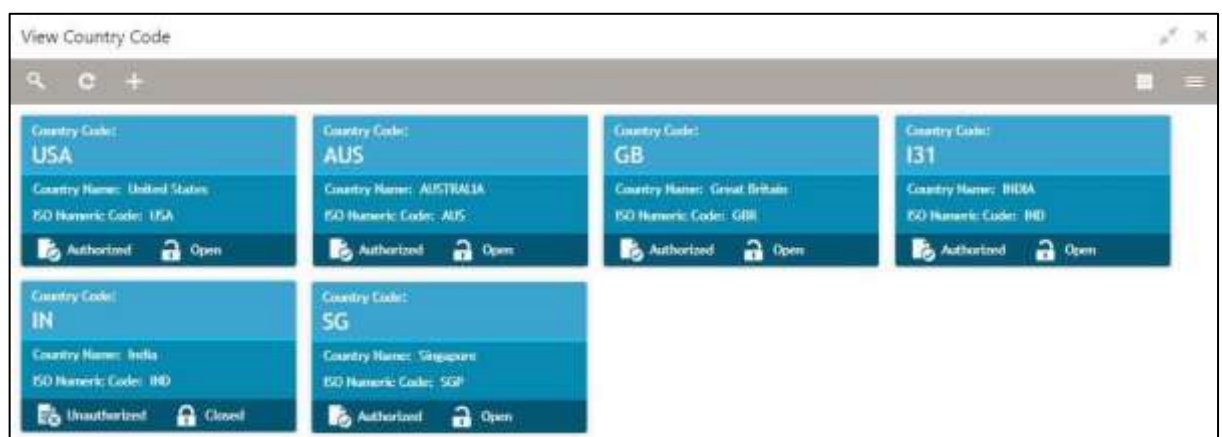 View Country Code
Country Code:
USA
Country Name: United States
ISO Numeric Code: USA
Authorized Open
Country Code:
AUS
Country Name: AUSTRALIA
ISO Numeric Code: AUS
Authorized Open
Country Code:
GB
Country Name: Great Britain
ISO Numeric Code: GBR
Authorized Open
Country Code:
I31
Country Name: INDIA
ISO Numeric Code: IND
Authorized Open
Country Code:
IN
Country Name: India
ISO Numeric Code: IND
Unauthorized Closed
Country Code:
SG
Country Name: Singapore
ISO Numeric Code: SGP
Authorized Open